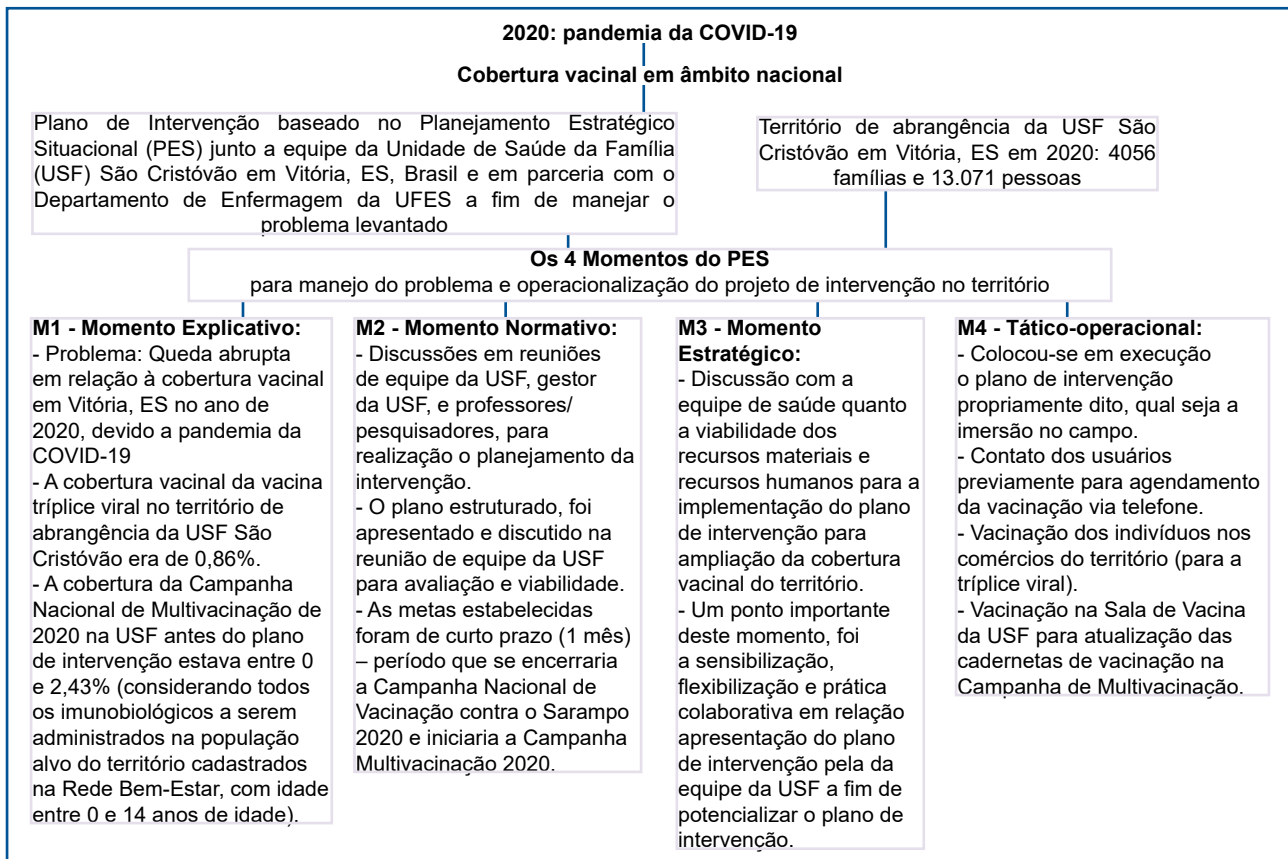 2020: pandemia da COVID-19
Cobertura vacinal em âmbito nacional
Plano de Intervenção baseado no Planejamento Estratégico
Situacional (PES) junto a equipe da Unidade de Saúde da Família
(USF) São Cristóvão em Vitória, ES, Brasil e em parceria com o
Departamento de Enfermagem da UFES a fim de manejar o
problema levantado
Território de abrangência da USF São
Cristóvão em Vitória, ES em 2020: 4056
famílias e 13.071 pessoas
Os 4 Momentos do PES
para manejo do problema e operacionalização do projeto de intervenção no território
M1 - Momento Explicativo:
- Problema: Queda abrupta
em relação à cobertura vacinal
em Vitória, ES no ano de
2020, devido a pandemia da
COVID-19
- A cobertura vacinal da vacina
tríplice viral no território de
abrangência da USF São
Cristóvão era de 0,86%.
- A cobertura da Campanha
Nacional de Multivacinação de
2020 na USF antes do plano
de intervenção estava entre 0
e 2,43% (considerando todos
os imunobiológicos a serem
administrados na população
alvo do território cadastrados
na Rede Bem-Estar, com idade
entre 0 e 14 anos de idade).
M2 - Momento Normativo:
- Discussões em reuniões
de equipe da USF, gestor
da USF, e professores/
pesquisadores, para
realização o planejamento da
intervenção.
- O plano estruturado, foi
apresentado e discutido na
reunião de equipe da USF
para avaliação e viabilidade.
- As metas estabelecidas
foram de curto prazo (1 mês)
– período que se encerraria
a Campanha Nacional de
Vacinação contra o Sarampo
2020 e iniciaria a Campanha
Multivacinação 2020.
M3 - Momento
Estratégico:
- Discussão com a
equipe de saúde quanto
a viabilidade dos
recursos materiais e
recursos humanos para a
implementação do plano
de intervenção para
ampliação da cobertura
vacinal do território.
- Um ponto importante
deste momento, foi
a sensibilização,
flexibilização e prática
colaborativa em relação
apresentação do plano
de intervenção pela da
equipe da USF a fim de
potencializar o plano de
intervenção.
M4 - Tático-operacional:
- Colocou-se em execução
o plano de intervenção
propriamente dito, qual seja a
imersão no campo.
- Contato dos usuários
previamente para agendamento
da vacinação via telefone.
- Vacinação dos indivíduos nos
comércios do território (para a
tríplice viral).
- Vacinação na Sala de Vacina
da USF para atualização das
cadernetas de vacinação na
Campanha de Multivacinação.